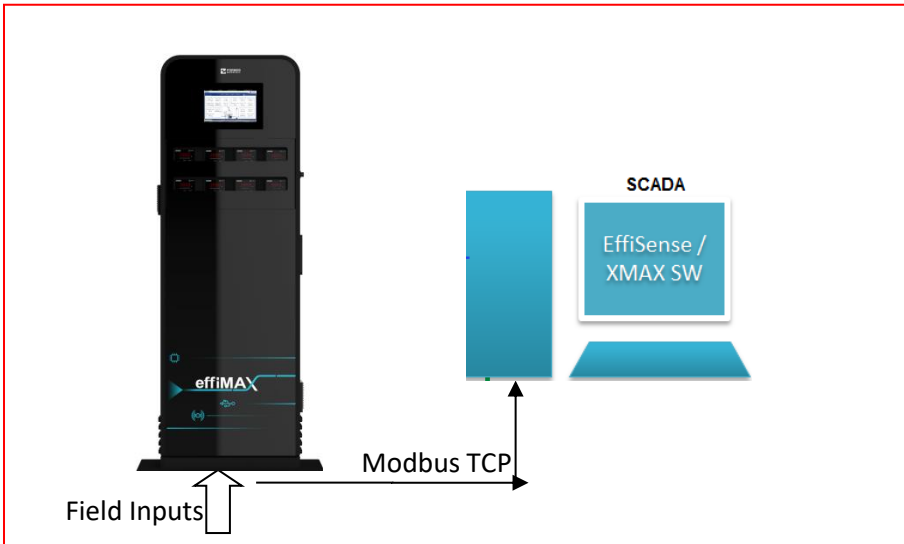 SCADA
EffiSense /
XMAX SW
effiMAX
Modbus TCP
Field Inputs